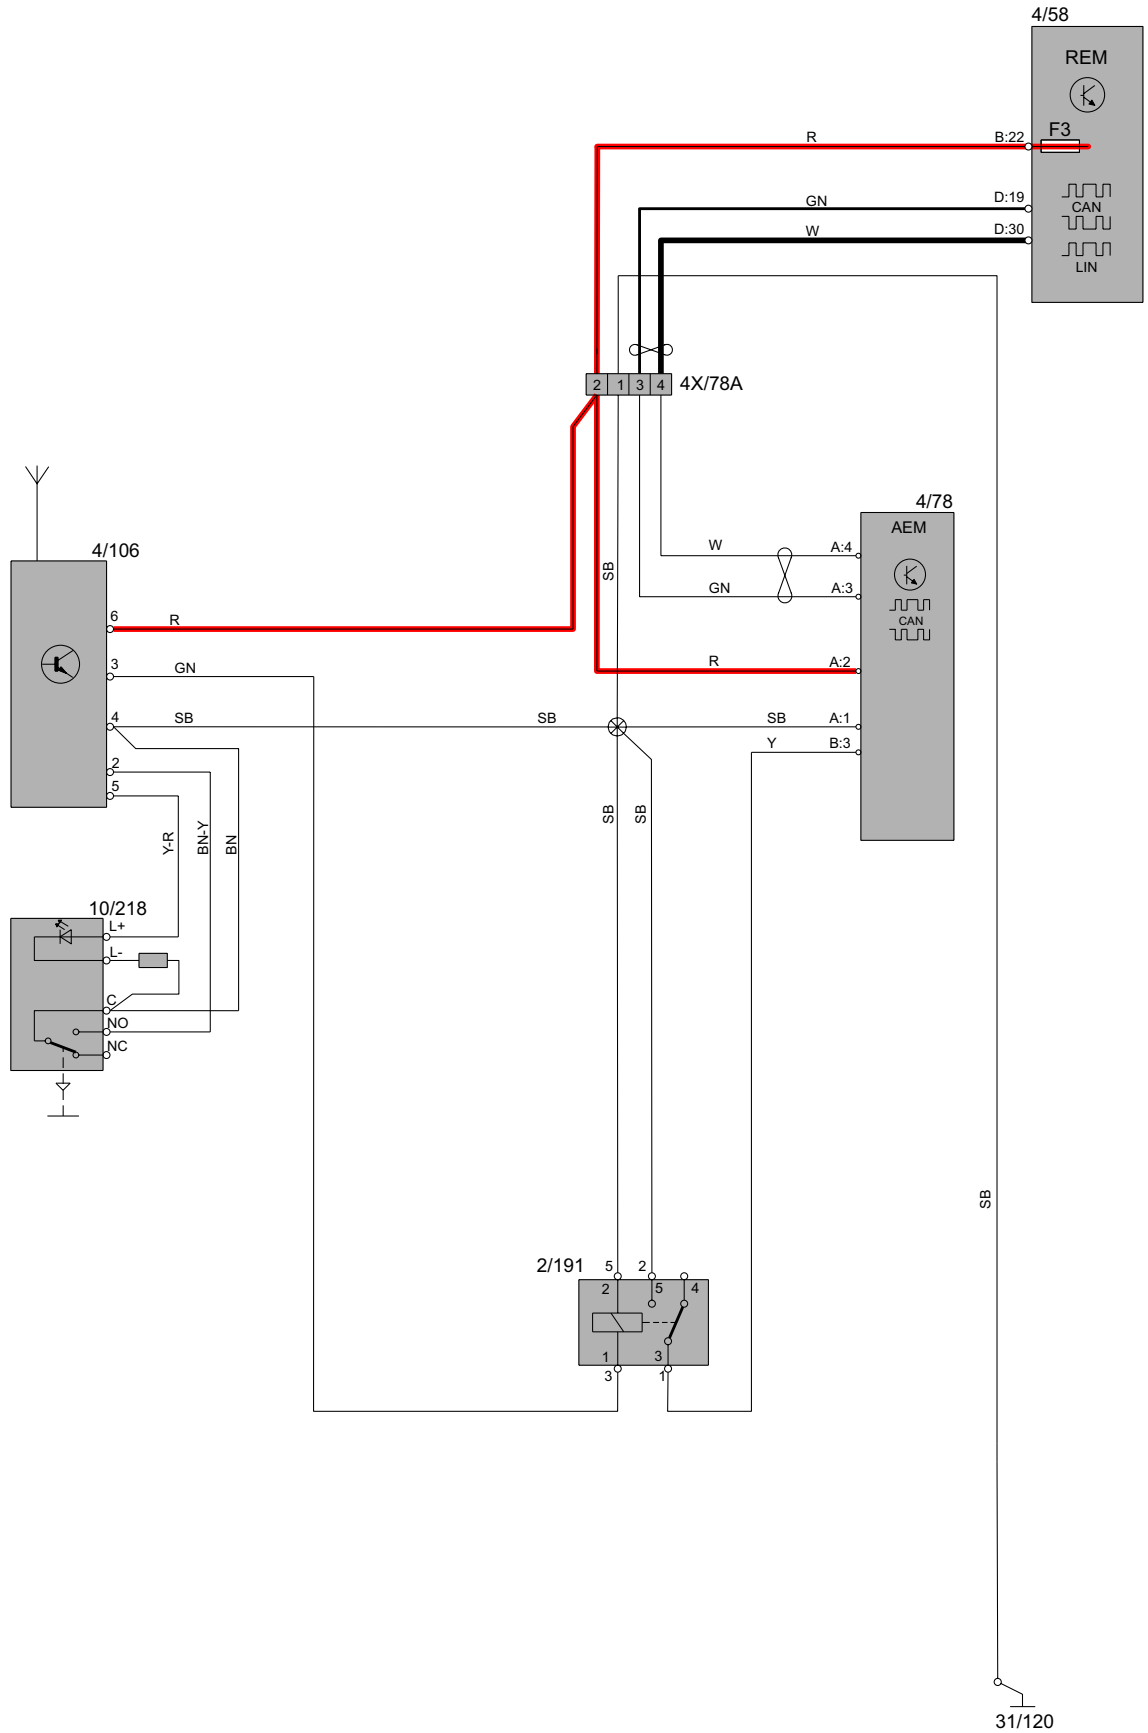 4/58
REM
F3
R
B:22
GN
D:19
CAN
W
D:30
LIN
2 1 3 4
4X/78A
4/78
AEM
4/106
W
A:4
SB
GN
A:3
CAN
6
R
3
GN
R
A:2
4
SB
SB
SB
A:1
Y
B:3
2
5
Y-R
BN-Y
BN
SB
SB
10/218
L+
L-
C
NO
NC
SB
2/191
5
2
2
5
4
1
3
3
1
31/120